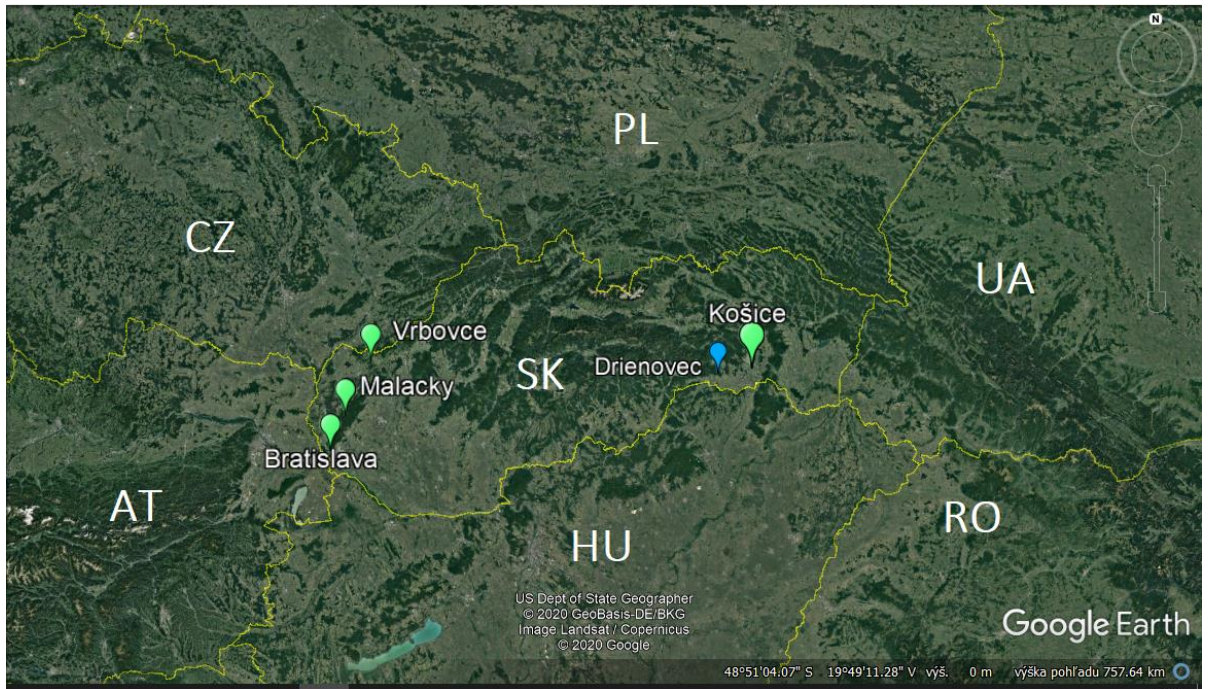 N
PL
CZ
UA
Vrbovce
Košice
Drienovec
SK
Malacky
Bratislava
AT
RO
HU
US Dept of State Geographer
© 2020 GeoBasis-DE/BKG
Image Landsat / Copernicus
© 2020 Google
Google Earth
48°51'04.07" S 19°49'11.28" V výš. 0 m výška pohľadu 757.64 km